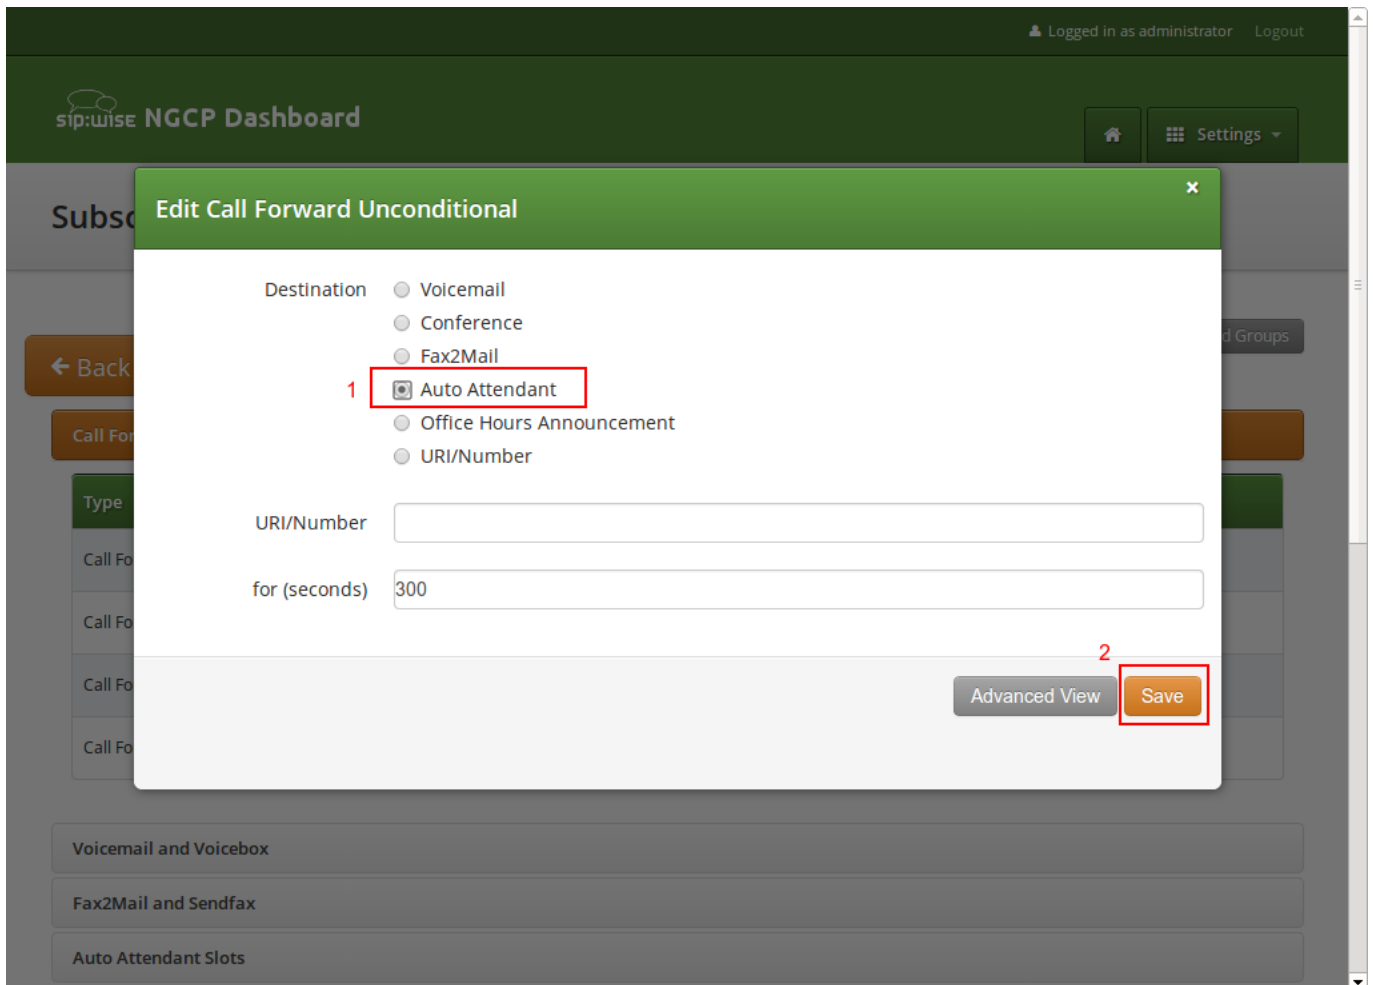 Logged in as administrator Logout
sip:wise NGCP Dashboard
Settings
Subsc
Edit Call Forward Unconditional
×
Destination
Voicemail
Conference
Fax2Mail
1
Auto Attendant
Office Hours Announcement
URI/Number
d Groups
Back
Call For
Type
URI/Number
Call Fo
for (seconds) 300
Call Fo
2
Call Fo
Advanced View
Save
Call Fo
Voicemail and Voicebox
Fax2Mail and Sendfax
Auto Attendant Slots